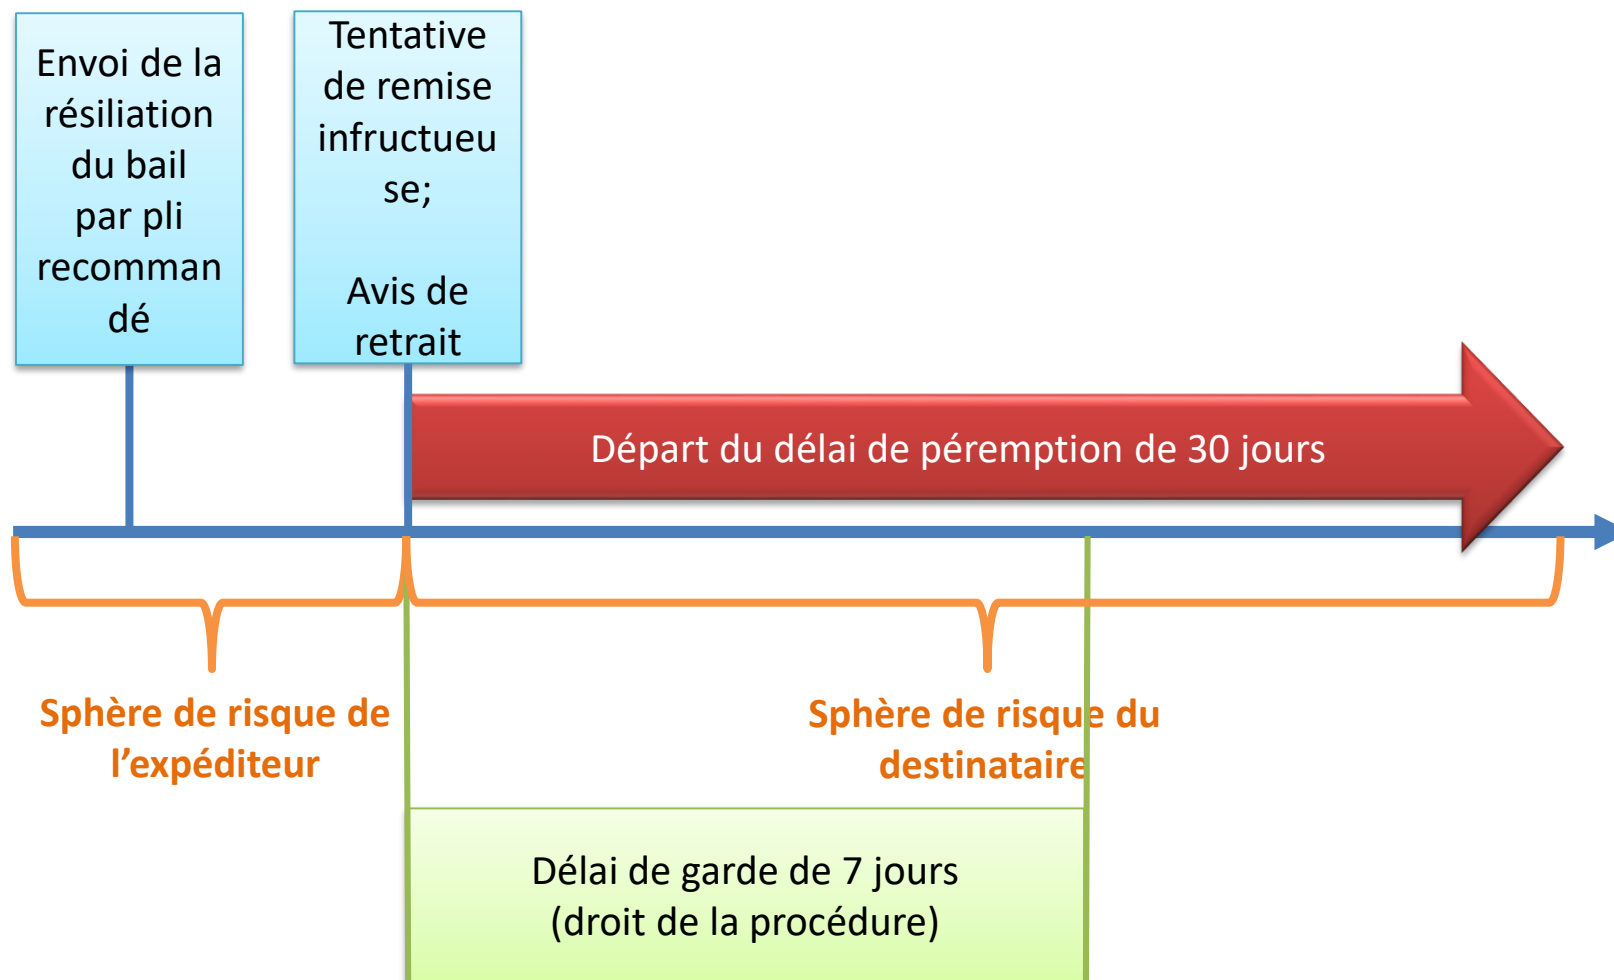 Envoi de la
résiliation
du bail
par pli
recomman
dé
Tentative
de remise
infructueu
se;
Avis de
retrait
Départ du délai de péremption de 30 jours
Sphère de risque de
l’expéditeur
Sphère de risque du
destinataire
Délai de garde de 7 jours
(droit de la procédure)